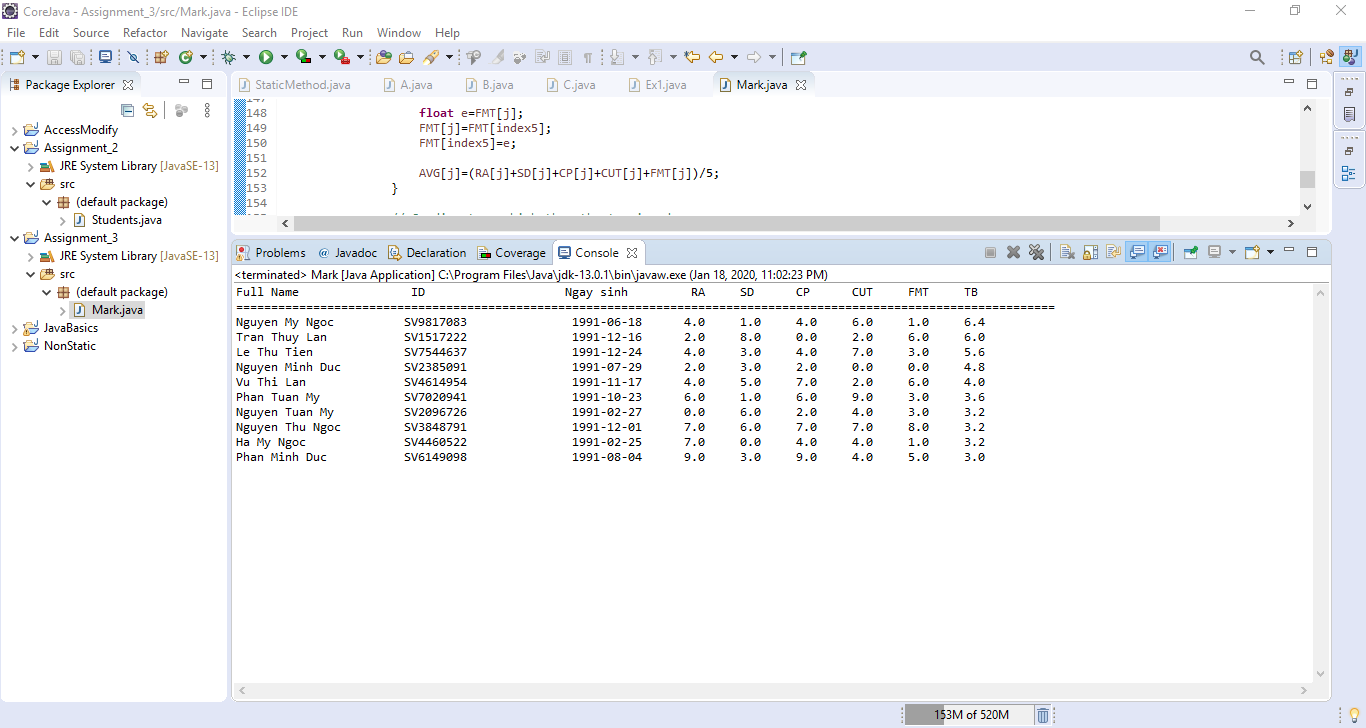 CoreJava - Assignment_3/src/Mark.java - Eclipse IDE
File Edit Source Refactor Navigate Search Project Run Window Help
Package Explorer
AccessModify
Assignment_2
JRE System Library [JavaSE-13]
src
(default package)
Students.java
Assignment_3
JRE System Library [JavaSE-13]
src
(default package)
Mark.java
JavaBasics
NonStatic
StaticMethod.java A.java B.java C.java Ex1.java Mark.java
147
148 float e=FMT[j];
149 FMT[j]=FMT[index5];
150 FMT[index5]=e;
151
152 AVG[j]=(RA[j]+SD[j]+CP[j]+CUT[j]+FMT[j])/5;
153 }
154
Problems @ Javadoc Declaration Coverage Console
<terminated> Mark [Java Application] C:\Program Files\Java\jdk-13.0.1\bin\javaw.exe (Jan 18, 2020, 11:02:23 PM)
Full Name ID Ngay sinh RA SD CP CUT FMT TB
=====================================================================================================================
Nguyen My Ngoc SV9817083 1991-06-18 4.0 1.0 4.0 6.0 1.0 6.4
Tran Thuy Lan SV1517222 1991-12-16 2.0 8.0 0.0 2.0 6.0 6.0
Le Thu Tien SV7544637 1991-12-24 4.0 3.0 4.0 7.0 3.0 5.6
Nguyen Minh Duc SV2385091 1991-07-29 2.0 3.0 2.0 0.0 0.0 4.8
Vu Thi Lan SV4614954 1991-11-17 4.0 5.0 7.0 2.0 6.0 4.0
Phan Tuan My SV7020941 1991-10-23 6.0 1.0 6.0 9.0 3.0 3.6
Nguyen Tuan My SV2096726 1991-02-27 0.0 6.0 2.0 4.0 3.0 3.2
Nguyen Thu Ngoc SV3848791 1991-12-01 7.0 6.0 7.0 7.0 8.0 3.2
Ha My Ngoc SV4460522 1991-02-25 7.0 0.0 4.0 4.0 1.0 3.2
Phan Minh Duc SV6149098 1991-08-04 9.0 3.0 9.0 4.0 5.0 3.0
153M of 520M